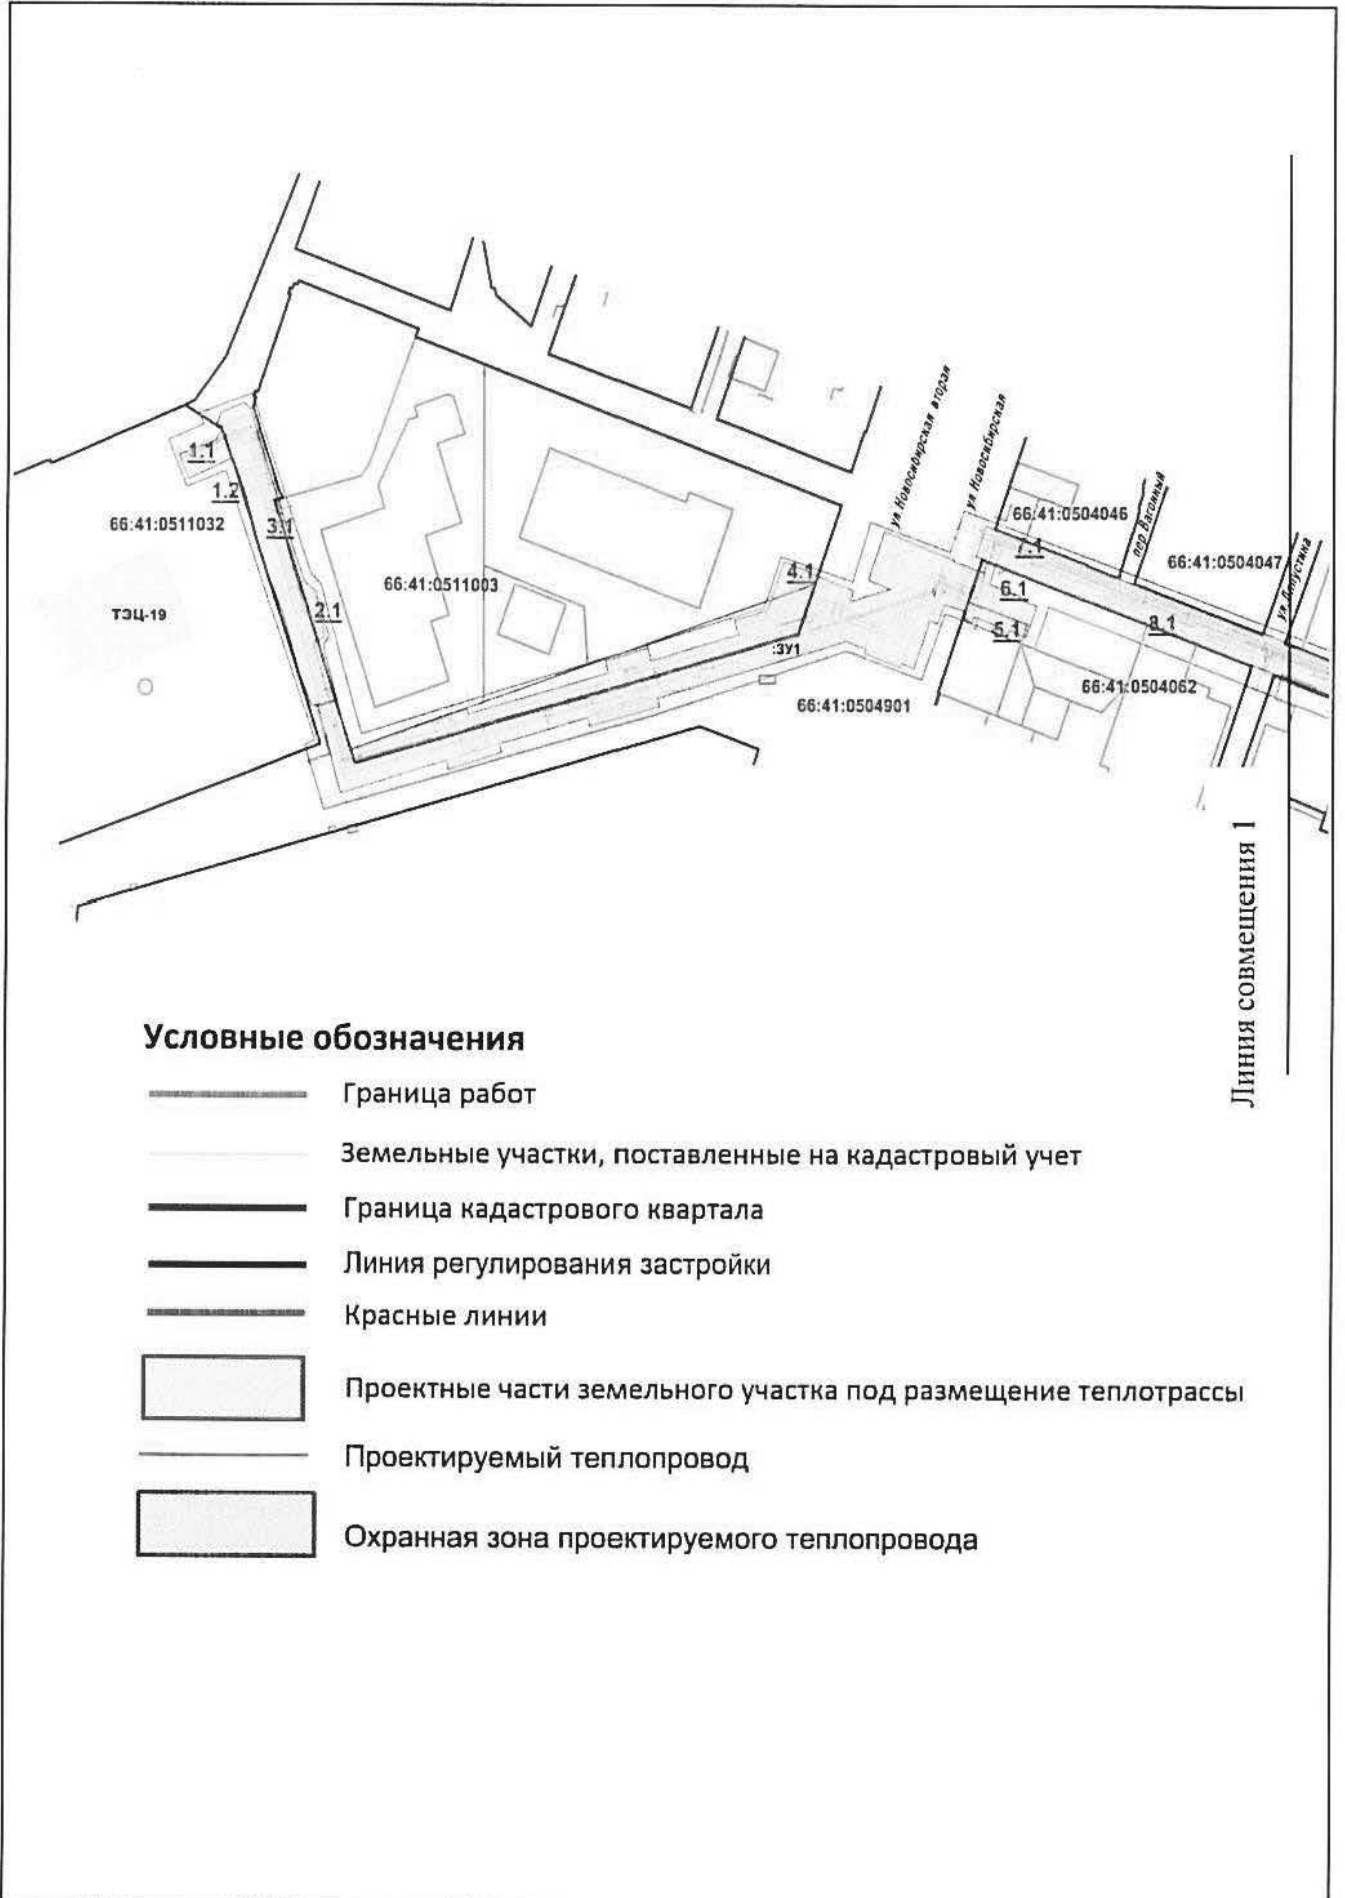 ул Новосибирская вторая
ул Новосибирская
1.1
1.2
66:41:0511032
3.1
66:41:0504046
пер Вагонный
7.1
66:41:0504047
4.1
66:41:0511003
6.1
2.1
ТЭЦ-19
5.1
8.1
:ЗУ1
66:41:0504062
66:41:0504901
Линия совмещения 1
Условные обозначения
Граница работ
Земельные участки, поставленные на кадастровый учет
Граница кадастрового квартала
Линия регулирования застройки
Красные линии
Проектные части земельного участка под размещение теплотрассы
Проектируемый теплопровод
Охранная зона проектируемого теплопровода